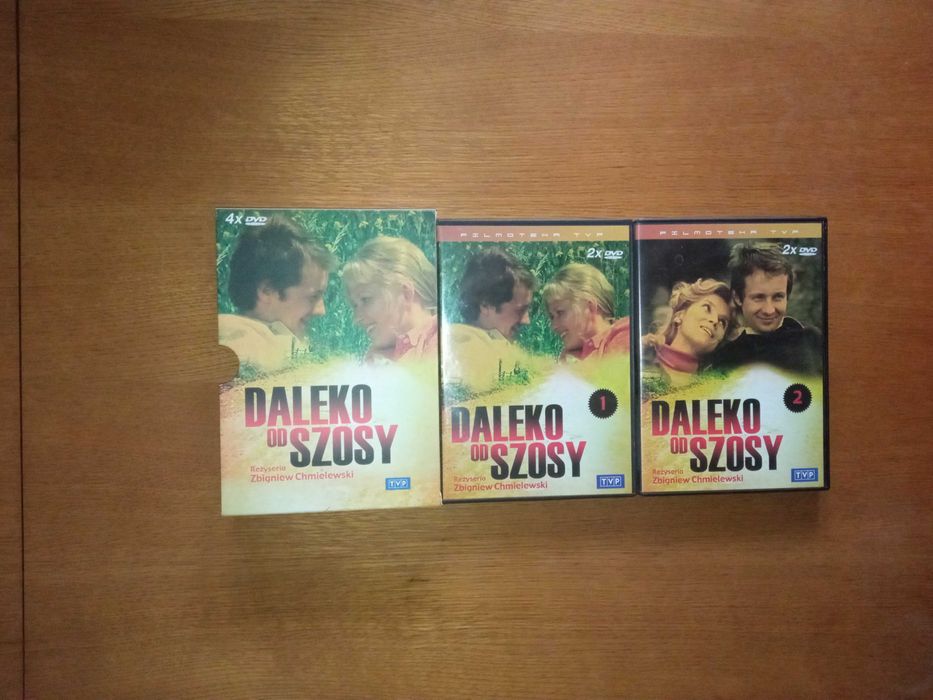 4x DVD
DALEKO
OD SZOSY
Reżyseria
Zbigniew Chmielewski
TVP
FILMOTEKA TVP
2x DVD
1
DALEKO
OD SZOSY
Reżyseria
Zbigniew Chmielewski
TVP
FILMOTEKA TVP
2x DVD
2
DALEKO
OD SZOSY
Reżyseria
Zbigniew Chmielewski
TVP